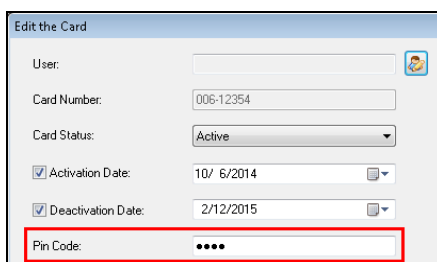 Edit the Card
User:
Card Number: 006-12354
Card Status: Active
Activation Date: 10/ 6/2014
Deactivation Date: 2/12/2015
Pin Code: ●●●●